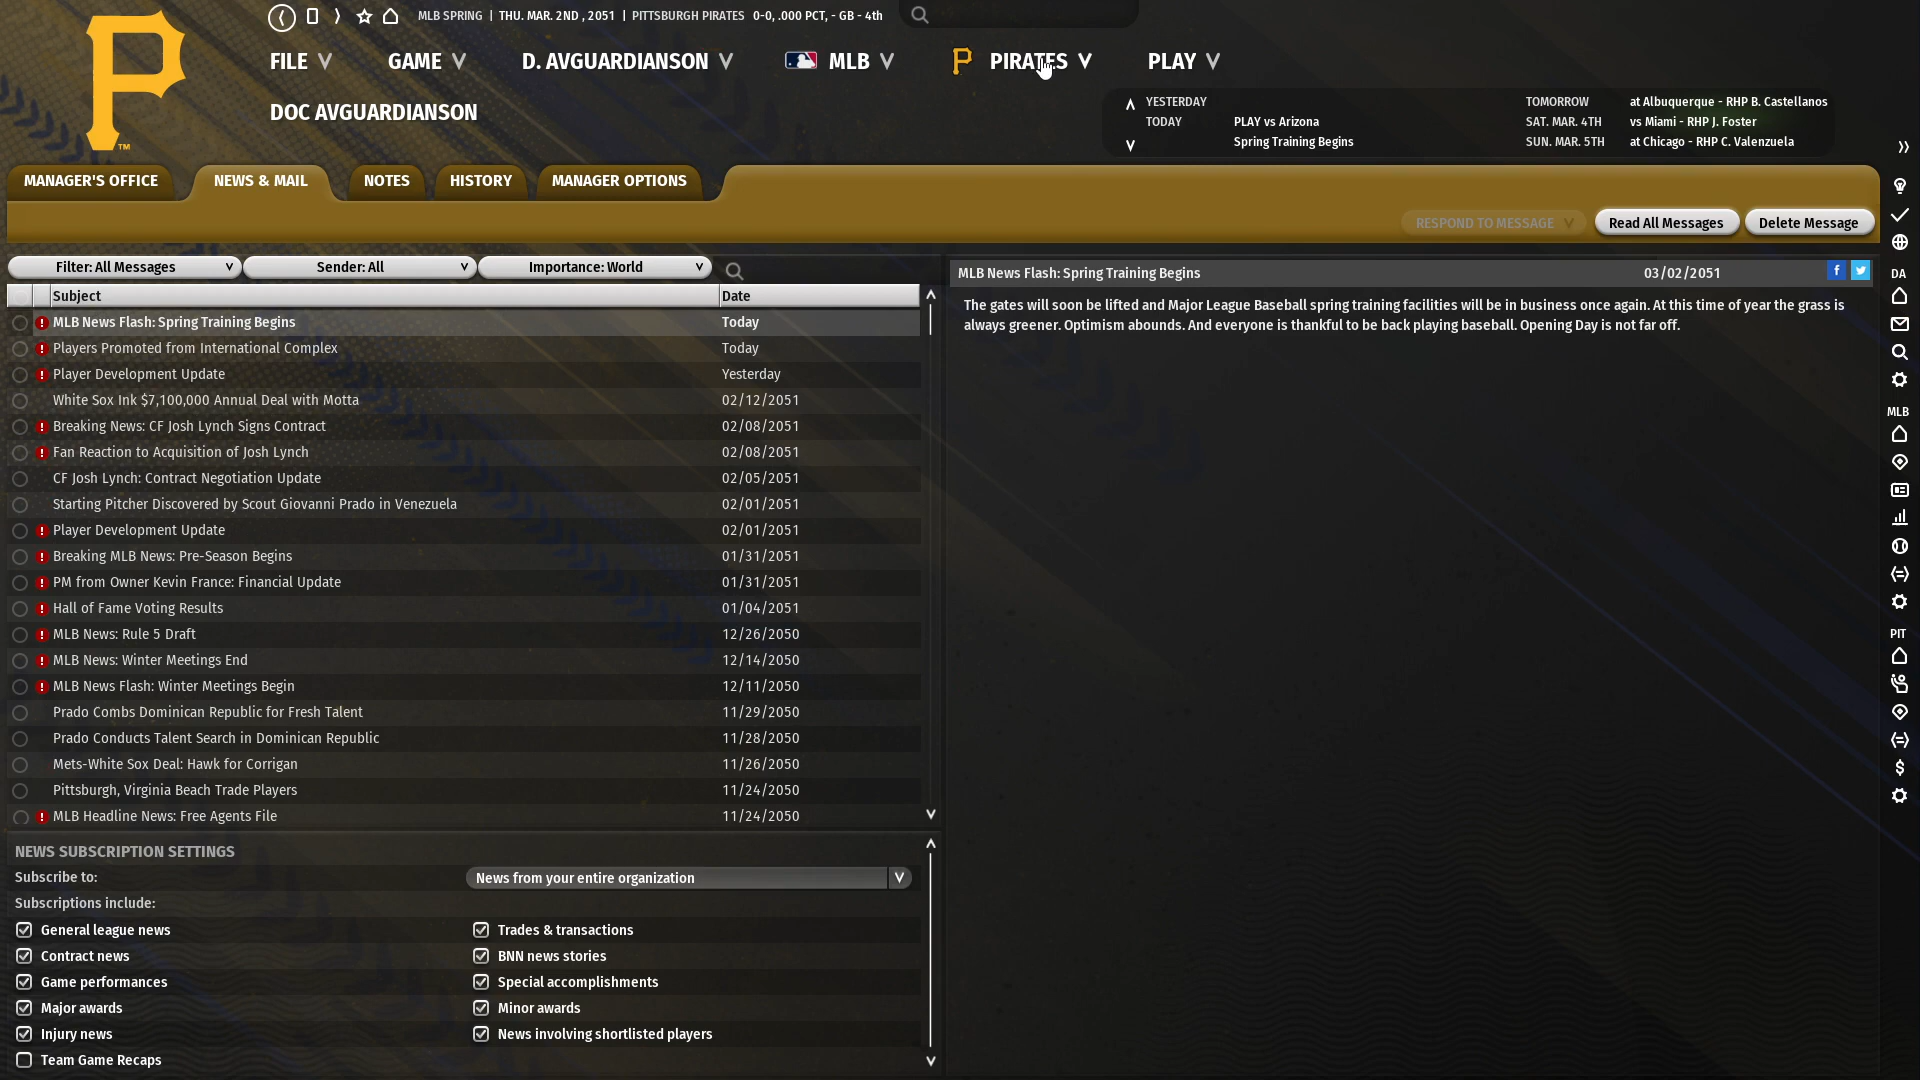 MLB SPRING | THU. MAR. 2ND , 2051 | PITTSBURGH PIRATES 0-0, .000 PCT, - GB - 4th
FILE GAME D. AVGUARDIANSON MLB PIRATES PLAY
P
TM
DOC AVGUARDIANSON
YESTERDAY
TODAY PLAY vs Arizona
Spring Training Begins
TOMORROW at Albuquerque - RHP B. Castellanos
SAT. MAR. 4TH vs Miami - RHP J. Foster
SUN. MAR. 5TH at Chicago - RHP C. Valenzuela
MANAGER'S OFFICE NEWS & MAIL NOTES HISTORY MANAGER OPTIONS
RESPOND TO MESSAGE Read All Messages Delete Message
Filter: All Messages Sender: All Importance: World
Subject Date
MLB News Flash: Spring Training Begins Today
Players Promoted from International Complex Today
Player Development Update Yesterday
White Sox Ink $7,100,000 Annual Deal with Motta 02/12/2051
Breaking News: CF Josh Lynch Signs Contract 02/08/2051
Fan Reaction to Acquisition of Josh Lynch 02/08/2051
CF Josh Lynch: Contract Negotiation Update 02/05/2051
Starting Pitcher Discovered by Scout Giovanni Prado in Venezuela 02/01/2051
Player Development Update 02/01/2051
Breaking MLB News: Pre-Season Begins 01/31/2051
PM from Owner Kevin France: Financial Update 01/31/2051
Hall of Fame Voting Results 01/04/2051
MLB News: Rule 5 Draft 12/26/2050
MLB News: Winter Meetings End 12/14/2050
MLB News Flash: Winter Meetings Begin 12/11/2050
Prado Combs Dominican Republic for Fresh Talent 11/29/2050
Prado Conducts Talent Search in Dominican Republic 11/28/2050
Mets-White Sox Deal: Hawk for Corrigan 11/26/2050
Pittsburgh, Virginia Beach Trade Players 11/24/2050
MLB Headline News: Free Agents File 11/24/2050
NEWS SUBSCRIPTION SETTINGS
Subscribe to: News from your entire organization
Subscriptions include:
General league news Trades & transactions
Contract news BNN news stories
Game performances Special accomplishments
Major awards Minor awards
Injury news News involving shortlisted players
Team Game Recaps
MLB News Flash: Spring Training Begins 03/02/2051
The gates will soon be lifted and Major League Baseball spring training facilities will be in business once again. At this time of year the grass is
always greener. Optimism abounds. And everyone is thankful to be back playing baseball. Opening Day is not far off.
DA
MLB
PIT
$